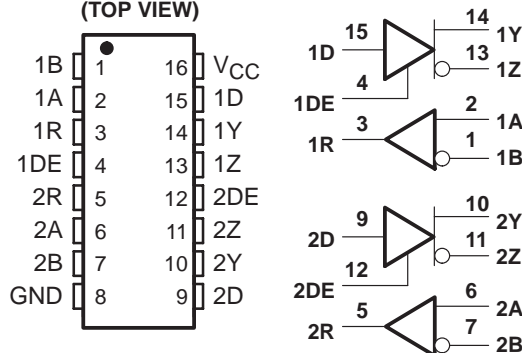 (TOP VIEW)
1B 1 16 VCC
1A 2 15 1D
1R 3 14 1Y
1DE 4 13 1Z
2R 5 12 2DE
2A 6 11 2Z
2B 7 10 2Y
GND 8 9 2D
14 1Y
15 1D
13 1Z
4 1DE
2 1A
3 1R
1 1B
10 2Y
9 2D
11 2Z
12 2DE
6 2A
5 2R
7 2B